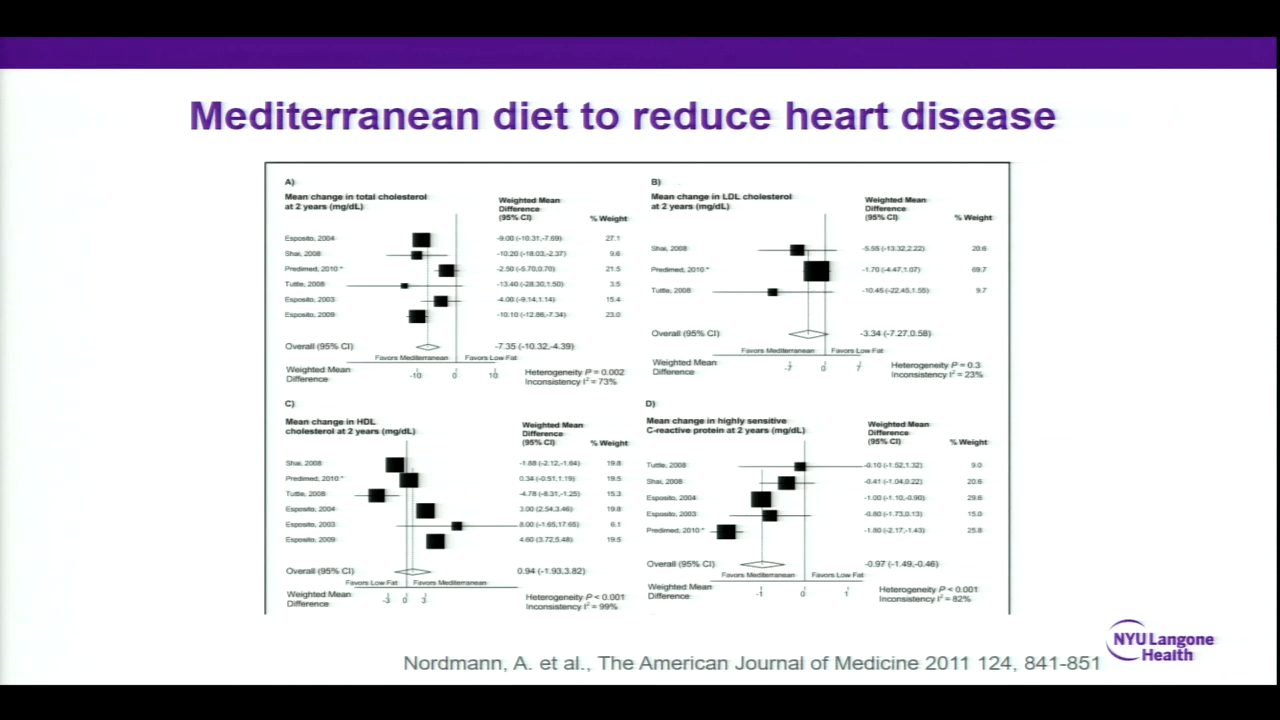 Mediterranean diet to reduce heart disease
A)
Mean change in total cholesterol
at 2 years (mg/dL)
Weighted Mean
Difference
(95% CI)
% Weight
Esposito, 2004 -9.00 (-10.31,-7.69) 27.1
Shai, 2008 -10.20 (-18.03,-2.37) 9.6
Predimed, 2010 * -2.50 (-5.70,0.70) 21.5
Tuttle, 2008 -13.40 (-28.30,1.50) 3.5
Esposito, 2003 -4.00 (-9.14,1.14) 15.4
Esposito, 2009 -10.10 (-12.86,-7.34) 23.0
Overall (95% CI) -7.35 (-10.32,-4.39)
Favors Mediterranean Favors Low Fat
Weighted Mean
Difference
-10 0 10
Heterogeneity P = 0.002
Inconsistency I² = 73%
B)
Mean change in LDL cholesterol
at 2 years (mg/dL)
Weighted Mean
Difference
(95% CI)
% Weight
Shai, 2008 -5.55 (-13.32,2.22) 20.6
Predimed, 2010 * -1.70 (-4.47,1.07) 69.7
Tuttle, 2008 -10.45 (-22.45,1.55) 9.7
Overall (95% CI) -3.34 (-7.27,0.58)
Favors Mediterranean Favors Low Fat
Weighted Mean
Difference
-7 0 7
Heterogeneity P = 0.3
Inconsistency I² = 23%
C)
Mean change in HDL
cholesterol at 2 years (mg/dL)
Weighted Mean
Difference
(95% CI)
% Weight
Shai, 2008 -1.88 (-2.12,-1.64) 19.8
Predimed, 2010 * 0.34 (-0.51,1.19) 19.5
Tuttle, 2008 -4.78 (-8.31,-1.25) 15.3
Esposito, 2004 3.00 (2.54,3.46) 19.8
Esposito, 2003 8.00 (-1.65,17.65) 6.1
Esposito, 2009 4.60 (3.72,5.48) 19.5
Overall (95% CI) 0.94 (-1.93,3.82)
Favors Low Fat Favors Mediterranean
Weighted Mean
Difference
-3 0 3
Heterogeneity P < 0.001
Inconsistency I² = 99%
D)
Mean change in highly sensitive
C-reactive protein at 2 years (mg/dL)
Weighted Mean
Difference
(95% CI)
% Weight
Tuttle, 2008 -0.10 (-1.52,1.32) 9.0
Shai, 2008 -0.41 (-1.04,0.22) 20.6
Esposito, 2004 -1.00 (-1.10,-0.90) 29.6
Esposito, 2003 -0.80 (-1.73,0.13) 15.0
Predimed, 2010 * -1.80 (-2.17,-1.43) 25.8
Overall (95% CI) -0.97 (-1.49,-0.46)
Favors Mediterranean Favors Low Fat
Weighted Mean
Difference
-1 0 1
Heterogeneity P < 0.001
Inconsistency I² = 82%
NYU Langone
Health
Nordmann, A. et al., The American Journal of Medicine 2011 124, 841-851